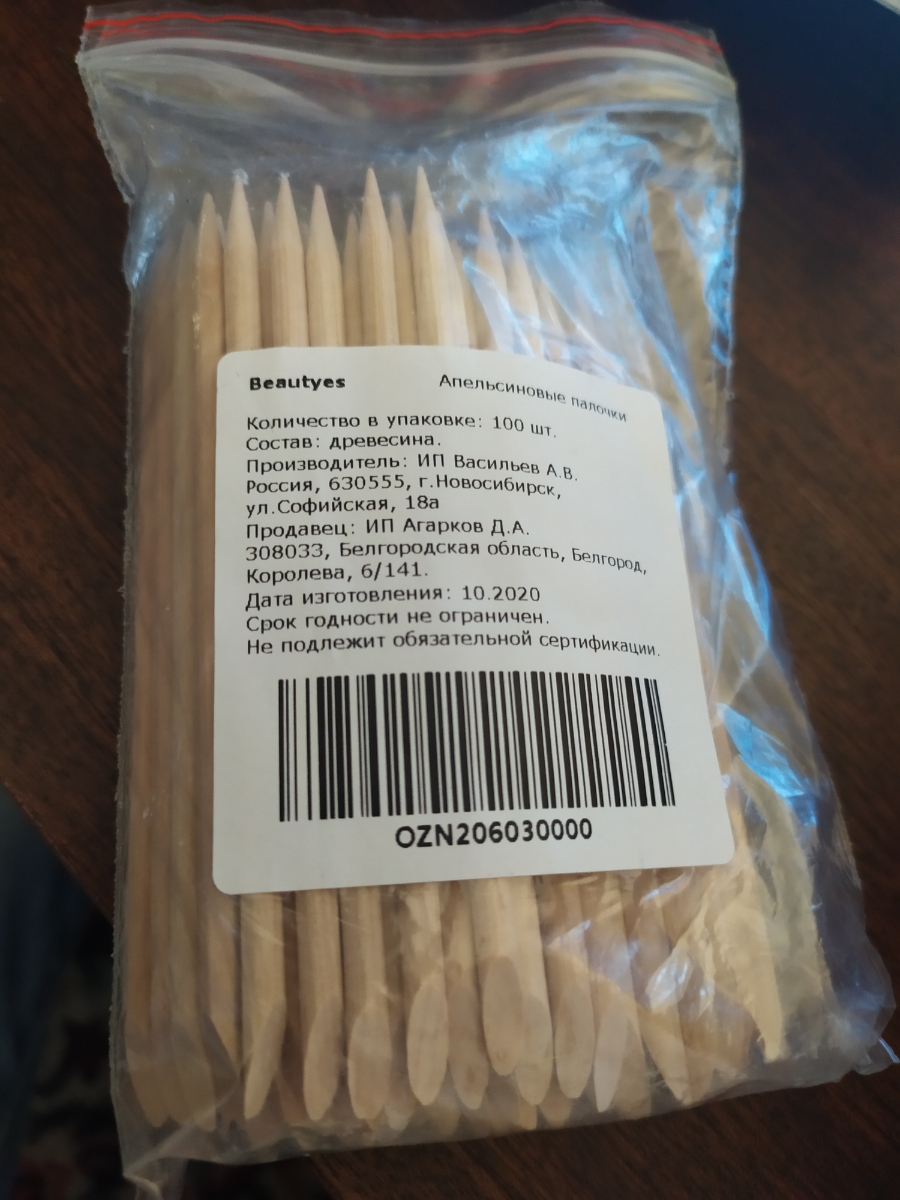 Beautyes Апельсиновые палочки
Количество в упаковке: 100 шт.
Состав: древесина.
Производитель: ИП Васильев А.В.
Россия, 630555, г.Новосибирск,
ул.Софийская, 18а
Продавец: ИП Агарков Д.А.
308033, Белгородская область, Белгород,
Королева, 6/141.
Дата изготовления: 10.2020
Срок годности не ограничен.
Не подлежит обязательной сертификации.
OZN206030000